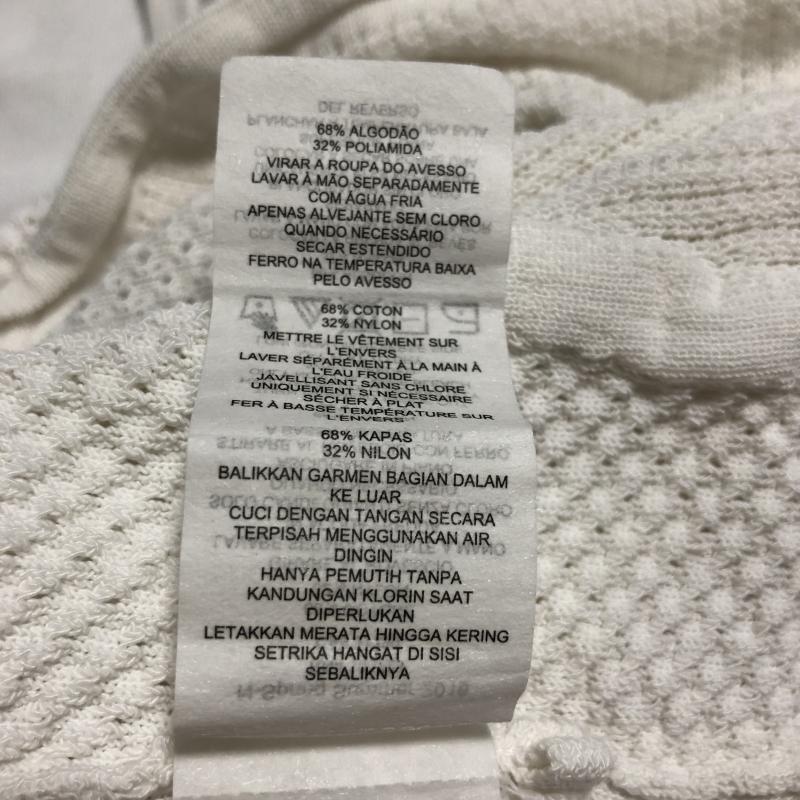 68% ALGODÃO
32% POLIAMIDA
VIRAR A ROUPA DO AVESSO
LAVAR À MÃO SEPARADAMENTE
COM ÁGUA FRIA
APENAS ALVEJANTE SEM CLORO
QUANDO NECESSÁRIO
SECAR ESTENDIDO
FERRO NA TEMPERATURA BAIXA
PELO AVESSO
68% COTON
32% NYLON
METTRE LE VÊTEMENT SUR
L'ENVERS
LAVER SÉPARÉMENT À LA MAIN À
L'EAU FROIDE
JAVELLISANT SANS CHLORE
UNIQUEMENT SI NÉCESSAIRE
SÉCHER À PLAT
FER À BASSE TEMPÉRATURE SUR
L'ENVERS
68% KAPAS
32% NILON
BALIKKAN GARMEN BAGIAN DALAM
KE LUAR
CUCI DENGAN TANGAN SECARA
TERPISAH MENGGUNAKAN AIR
DINGIN
HANYA PEMUTIH TANPA
KANDUNGAN KLORIN SAAT
DIPERLUKAN
LETAKKAN MERATA HINGGA KERING
SETRIKA HANGAT DI SISI
SEBALIKNYA